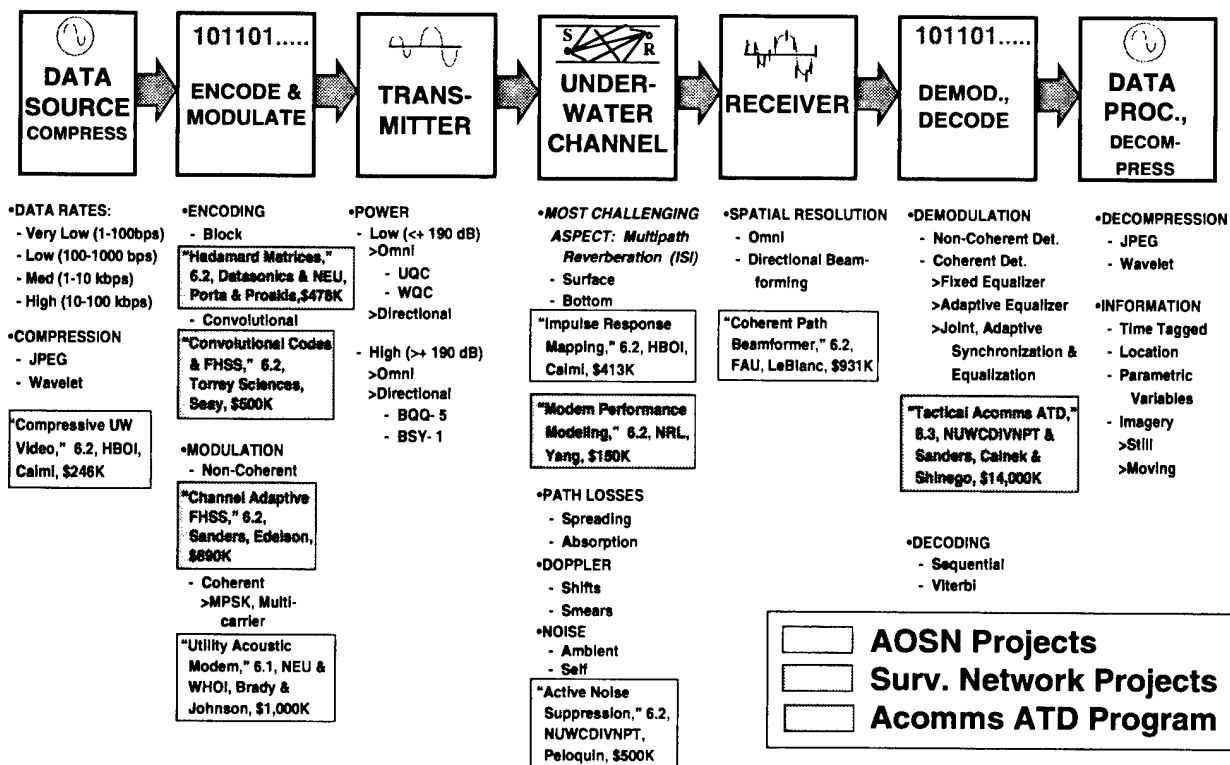 DATA
SOURCE
COMPRESS
101101.....
ENCODE &
MODULATE
TRANS-
MITTER
S
R
UNDER-
WATER
CHANNEL
RECEIVER
101101.....
DEMOD.,
DECODE
DATA
PROC.,
DECOM-
PRESS
•DATA RATES:
- Very Low (1-100bps)
- Low (100-1000 bps)
- Med (1-10 kbps)
- High (10-100 kbps)
•COMPRESSION
- JPEG
- Wavelet
"Compressive UW
Video," 6.2, HBOI,
Caimi, $246K
•ENCODING
- Block
"Hadamard Matrices,"
6.2, Datasonics & NEU,
Porta & Proakis,$478K
- Convolutional
"Convolutional Codes
& FHSS," 6.2,
Torrey Sciences,
Seay, $500K
•MODULATION
- Non-Coherent
"Channel Adaptive
FHSS," 6.2,
Sanders, Edelson,
$690K
- Coherent
>MPSK, Multi-
carrier
"Utility Acoustic
Modem," 6.1, NEU &
WHOI, Brady &
Johnson, $1,000K
•POWER
- Low (<+ 190 dB)
>Omni
- UQC
- WQC
>Directional
- High (>+ 190 dB)
>Omni
>Directional
- BQQ- 5
- BSY- 1
•MOST CHALLENGING
ASPECT: Multipath
Reverberation (ISI)
- Surface
- Bottom
"Impulse Response
Mapping," 6.2, HBOI,
Caimi, $413K
"Modem Performance
Modeling," 6.2, NRL,
Yang, $150K
•PATH LOSSES
- Spreading
- Absorption
•DOPPLER
- Shifts
- Smears
•NOISE
- Ambient
- Self
"Active Noise
Suppression," 6.2,
NUWCDIVNPT,
Peloquin, $500K
•SPATIAL RESOLUTION
- Omni
- Directional Beam-
forming
"Coherent Path
Beamformer," 6.2,
FAU, LeBlanc, $931K
•DEMODULATION
- Non-Coherent Det.
- Coherent Det.
>Fixed Equalizer
>Adaptive Equalizer
>Joint, Adaptive
Synchronization &
Equalization
"Tactical Acomms ATD,"
6.3, NUWCDIVNPT &
Sanders, Calnek &
Shinego, $14,000K
•DECODING
- Sequential
- Viterbi
•DECOMPRESSION
- JPEG
- Wavelet
•INFORMATION
- Time Tagged
- Location
- Parametric
Variables
- Imagery
>Still
>Moving
AOSN Projects
Surv. Network Projects
Acomms ATD Program